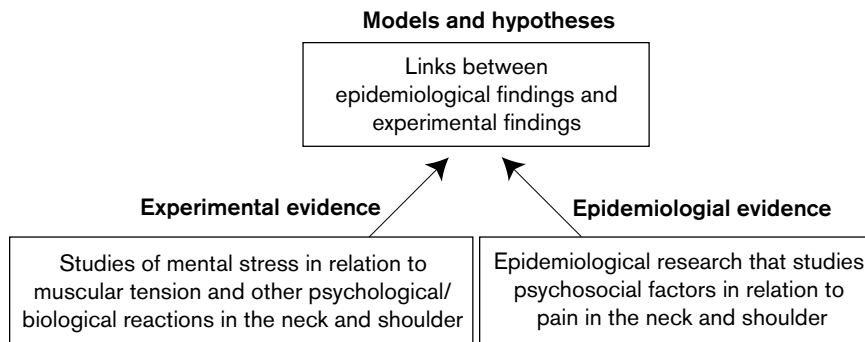 Models and hypotheses
Links between
epidemiological findings and
experimental findings
Experimental evidence
Epidemiologial evidence
Studies of mental stress in relation to
muscular tension and other psychological/
biological reactions in the neck and shoulder
Epidemiological research that studies
psychosocial factors in relation to
pain in the neck and shoulder